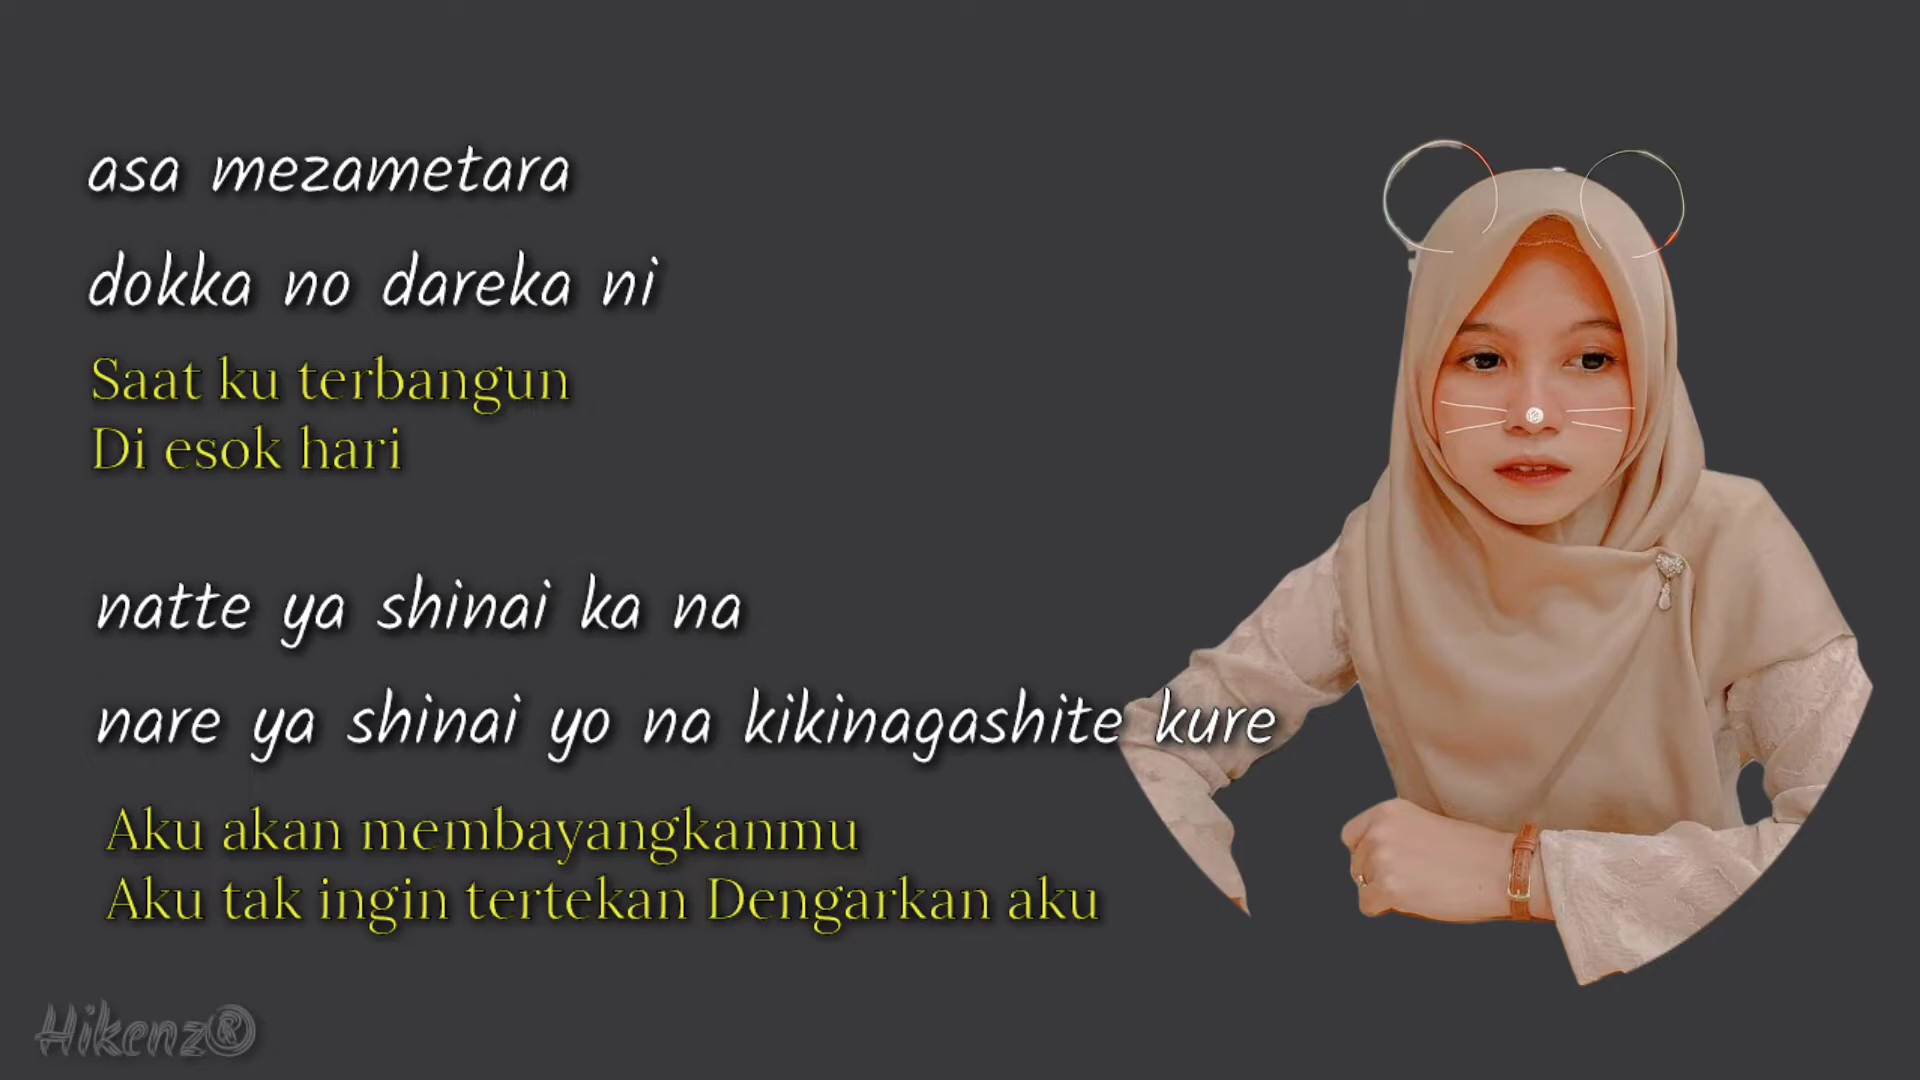 asa mezametara
dokka no dareka ni
Saat ku terbangun
Di esok hari
natte ya shinai ka na
nare ya shinai yo na kikinagashite kure
Aku akan membayangkanmu
Aku tak ingin tertekan Dengarkan aku
Hikenz®